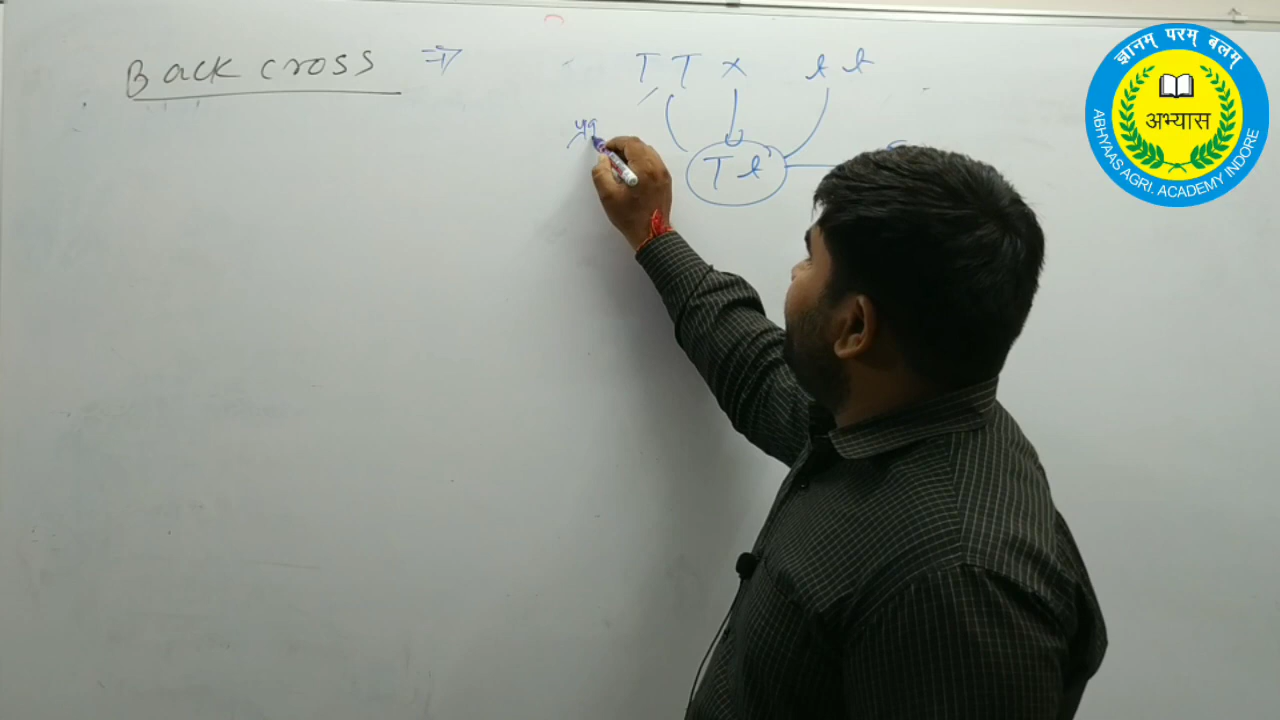 Back cross ⇒ T T × t t
T t
ज्ञानम् परम् बलम्
अभ्यास
ABHYAAS AGRI. ACADEMY INDORE